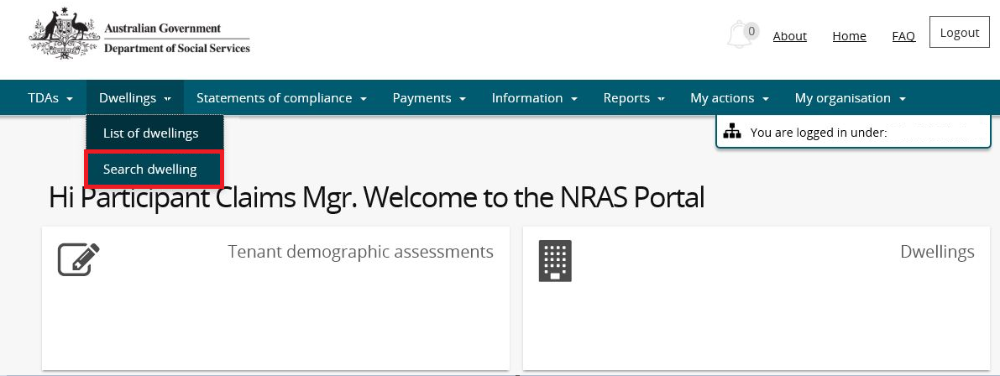 Australian Government
Department of Social Services
0
About Home FAQ Logout
TDAs Dwellings Statements of compliance Payments Information Reports My actions My organisation
List of dwellings
Search dwelling
You are logged in under:
Hi Participant Claims Mgr. Welcome to the NRAS Portal
Tenant demographic assessments
Dwellings